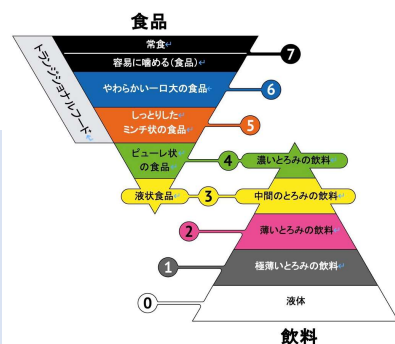 食品
常食
容易に噛める(食品)
7
トランジショナルフード
やわらかい一口大の食品
6
しっとりした
ミンチ状の食品
5
ピューレ状
の食品
4
濃いとろみの飲料
液状食品
3
中間のとろみの飲料
2
薄いとろみの飲料
1
極薄いとろみの飲料
0
液体
飲料